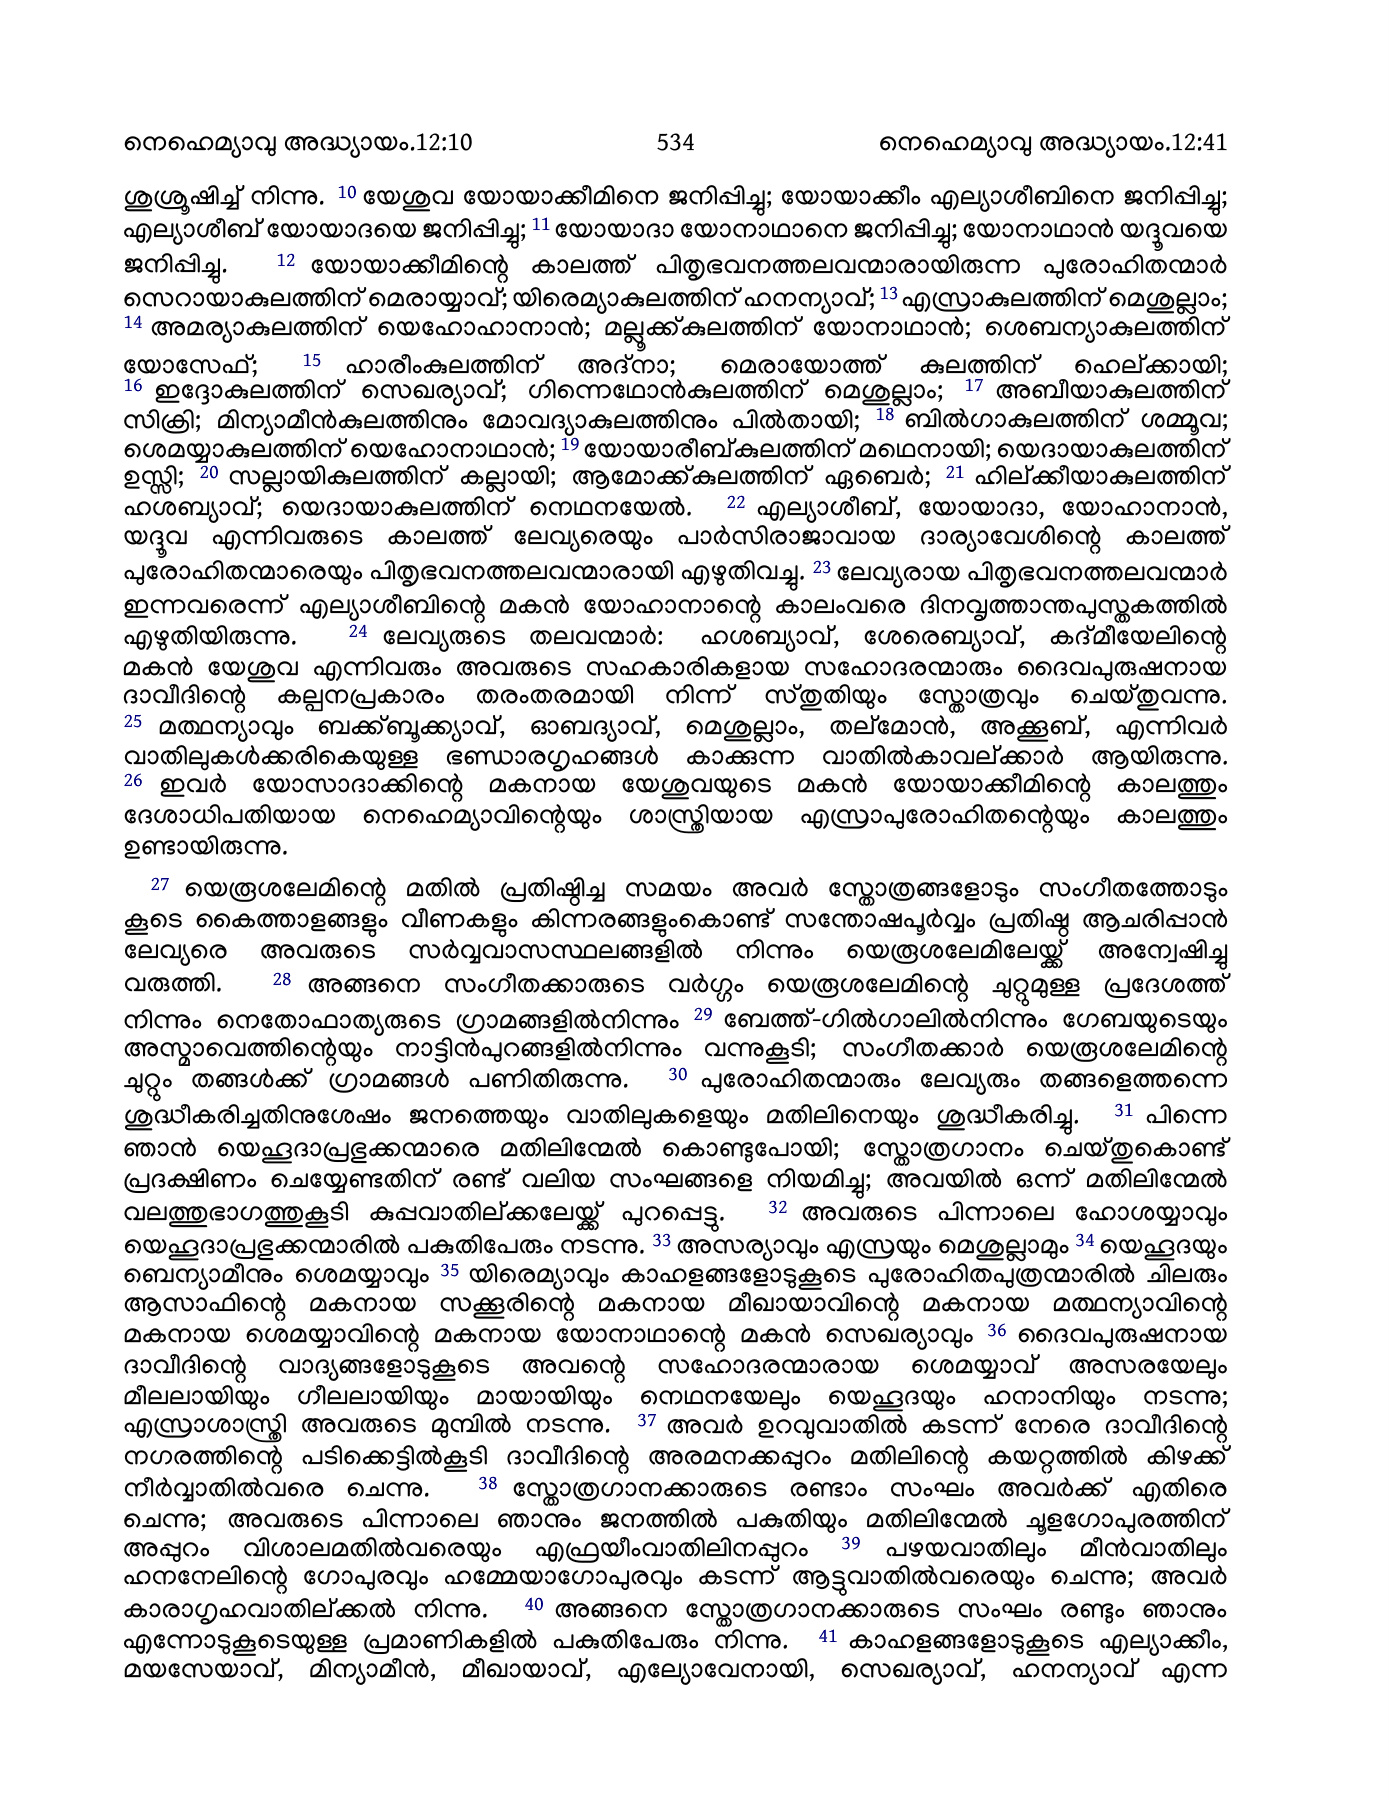 നെഹെമ്യാവു അദ്ധ്യായം.12:10 534 നെഹെമ്യാവു അദ്ധ്യായം.12:41
ശുശ്രൂഷിച്ച് നിന്നു. 10 യേശുവ യോയാക്കീമിനെ ജനിപ്പിച്ചു; യോയാക്കീം എല്യാശീബിനെ ജനിപ്പിച്ചു;
എല്യാശീബ് യോയാദയെ ജനിപ്പിച്ചു; 11 യോയാദാ യോനാഥാനെ ജനിപ്പിച്ചു; യോനാഥാൻ യദ്ദൂവയെ
ജനിപ്പിച്ചു. 12 യോയാക്കീമിന്റെ കാലത്ത് പിതൃഭവനത്തലവന്മാരായിരുന്ന പുരോഹിതന്മാർ
സെറായാകുലത്തിന് മെരായ്യാവ്; യിരെമ്യാകുലത്തിന് ഹനന്യാവ്; 13 എസ്രാകുലത്തിന് മെശുല്ലാം;
14 അമര്യാകുലത്തിന് യെഹോഹാനാൻ; മല്ലൂക്ക്കുലത്തിന് യോനാഥാൻ; ശെബന്യാകുലത്തിന്
യോസേഫ്; 15 ഹാരീംകുലത്തിന് അദ്നാ; മെരായോത്ത് കുലത്തിന് ഹെല്ക്കായി;
16 ഇദ്ദോകുലത്തിന് സെഖര്യാവ്; ഗിന്നെഥോൻകുലത്തിന് മെശുല്ലാം; 17 അബീയാകുലത്തിന്
സിക്രി; മിന്യാമീൻകുലത്തിനും മോവദ്യാകുലത്തിനും പിൽതായി; 18 ബിൽഗാകുലത്തിന് ശമ്മൂവ;
ശെമയ്യാകുലത്തിന് യെഹോനാഥാൻ; 19 യോയാരീബ്കുലത്തിന് മഥെനായി; യെദായാകുലത്തിന്
ഉസ്സി; 20 സല്ലായികുലത്തിന് കല്ലായി; ആമോക്ക്കുലത്തിന് ഏബെർ; 21 ഹില്ക്കീയാകുലത്തിന്
ഹശബ്യാവ്; യെദായാകുലത്തിന് നെഥനയേൽ. 22 എല്യാശീബ്, യോയാദാ, യോഹാനാൻ,
യദ്ദൂവ എന്നിവരുടെ കാലത്ത് ലേവ്യരെയും പാർസിരാജാവായ ദാര്യാവേശിന്റെ കാലത്ത്
പുരോഹിതന്മാരെയും പിതൃഭവനത്തലവന്മാരായി എഴുതിവച്ചു. 23 ലേവ്യരായ പിതൃഭവനത്തലവന്മാർ
ഇന്നവരെന്ന് എല്യാശീബിന്റെ മകൻ യോഹാനാന്റെ കാലംവരെ ദിനവൃത്താന്തപുസ്തകത്തിൽ
എഴുതിയിരുന്നു. 24 ലേവ്യരുടെ തലവന്മാർ: ഹശബ്യാവ്, ശേരെബ്യാവ്, കദ്മീയേലിന്റെ
മകൻ യേശുവ എന്നിവരും അവരുടെ സഹകാരികളായ സഹോദരന്മാരും ദൈവപുരുഷനായ
ദാവീദിന്റെ കല്പനപ്രകാരം തരംതരമായി നിന്ന് സ്തുതിയും സ്തോത്രവും ചെയ്തുവന്നു.
25 മത്ഥന്യാവും ബക്ക്ബൂക്ക്യാവ്, ഓബദ്യാവ്, മെശുല്ലാം, തല്മോൻ, അക്കൂബ്, എന്നിവർ
വാതിലുകൾക്കരികെയുള്ള ഭണ്ഡാരഗൃഹങ്ങൾ കാക്കുന്ന വാതിൽകാവല്ക്കാർ ആയിരുന്നു.
26 ഇവർ യോസാദാക്കിന്റെ മകനായ യേശുവയുടെ മകൻ യോയാക്കീമിന്റെ കാലത്തും
ദേശാധിപതിയായ നെഹെമ്യാവിന്റെയും ശാസ്ത്രിയായ എസ്രാപുരോഹിതന്റെയും കാലത്തും
ഉണ്ടായിരുന്നു.
27 യെരൂശലേമിന്റെ മതിൽ പ്രതിഷ്ഠിച്ച സമയം അവർ സ്തോത്രങ്ങളോടും സംഗീതത്തോടും
കൂടെ കൈത്താളങ്ങളും വീണകളും കിന്നരങ്ങളുംകൊണ്ട് സന്തോഷപൂർവ്വം പ്രതിഷ്ഠ ആചരിപ്പാൻ
ലേവ്യരെ അവരുടെ സർവ്വവാസസ്ഥലങ്ങളിൽ നിന്നും യെരൂശലേമിലേയ്ക്ക് അന്വേഷിച്ചു
വരുത്തി. 28 അങ്ങനെ സംഗീതക്കാരുടെ വർഗ്ഗം യെരൂശലേമിന്റെ ചുറ്റുമുള്ള പ്രദേശത്ത്
നിന്നും നെതോഫാത്യരുടെ ഗ്രാമങ്ങളിൽനിന്നും 29 ബേത്ത്-ഗിൽഗാലിൽനിന്നും ഗേബയുടെയും
അസ്മാവെത്തിന്റെയും നാട്ടിൻപുറങ്ങളിൽനിന്നും വന്നുകൂടി; സംഗീതക്കാർ യെരൂശലേമിന്റെ
ചുറ്റും തങ്ങൾക്ക് ഗ്രാമങ്ങൾ പണിതിരുന്നു. 30 പുരോഹിതന്മാരും ലേവ്യരും തങ്ങളെത്തന്നെ
ശുദ്ധീകരിച്ചതിനുശേഷം ജനത്തെയും വാതിലുകളെയും മതിലിനെയും ശുദ്ധീകരിച്ചു. 31 പിന്നെ
ഞാൻ യെഹൂദാപ്രഭുക്കന്മാരെ മതിലിന്മേൽ കൊണ്ടുപോയി; സ്തോത്രഗാനം ചെയ്തുകൊണ്ട്
പ്രദക്ഷിണം ചെയ്യേണ്ടതിന് രണ്ട് വലിയ സംഘങ്ങളെ നിയമിച്ചു; അവയിൽ ഒന്ന് മതിലിന്മേൽ
വലത്തുഭാഗത്തുകൂടി കുപ്പവാതില്ക്കലേയ്ക്ക് പുറപ്പെട്ടു. 32 അവരുടെ പിന്നാലെ ഹോശയ്യാവും
യെഹൂദാപ്രഭുക്കന്മാരിൽ പകുതിപേരും നടന്നു. 33 അസര്യാവും എസ്രയും മെശുല്ലാമും 34 യെഹൂദയും
ബെന്യാമീനും ശെമയ്യാവും 35 യിരെമ്യാവും കാഹളങ്ങളോടുകൂടെ പുരോഹിതപുത്രന്മാരിൽ ചിലരും
ആസാഫിന്റെ മകനായ സക്കൂരിന്റെ മകനായ മീഖായാവിന്റെ മകനായ മത്ഥന്യാവിന്റെ
മകനായ ശെമയ്യാവിന്റെ മകനായ യോനാഥാന്റെ മകൻ സെഖര്യാവും 36 ദൈവപുരുഷനായ
ദാവീദിന്റെ വാദ്യങ്ങളോടുകൂടെ അവന്റെ സഹോദരന്മാരായ ശെമയ്യാവ് അസരയേലും
മീലലായിയും ഗീലലായിയും മായായിയും നെഥനയേലും യെഹൂദയും ഹനാനിയും നടന്നു;
എസ്രാശാസ്ത്രി അവരുടെ മുമ്പിൽ നടന്നു. 37 അവർ ഉറവുവാതിൽ കടന്ന് നേരെ ദാവീദിന്റെ
നഗരത്തിന്റെ പടിക്കെട്ടിൽകൂടി ദാവീദിന്റെ അരമനക്കപ്പുറം മതിലിന്റെ കയറ്റത്തിൽ കിഴക്ക്
നീർവ്വാതിൽവരെ ചെന്നു. 38 സ്തോത്രഗാനക്കാരുടെ രണ്ടാം സംഘം അവർക്ക് എതിരെ
ചെന്നു; അവരുടെ പിന്നാലെ ഞാനും ജനത്തിൽ പകുതിയും മതിലിന്മേൽ ചൂളഗോപുരത്തിന്
അപ്പുറം വിശാലമതിൽവരെയും എഫ്രയീംവാതിലിനപ്പുറം 39 പഴയവാതിലും മീൻവാതിലും
ഹനനേലിന്റെ ഗോപുരവും ഹമ്മേയാഗോപുരവും കടന്ന് ആട്ടുവാതിൽവരെയും ചെന്നു; അവർ
കാരാഗൃഹവാതില്ക്കൽ നിന്നു. 40 അങ്ങനെ സ്തോത്രഗാനക്കാരുടെ സംഘം രണ്ടും ഞാനും
എന്നോടുകൂടെയുള്ള പ്രമാണികളിൽ പകുതിപേരും നിന്നു. 41 കാഹളങ്ങളോടുകൂടെ എല്യാക്കീം,
മയസേയാവ്, മിന്യാമീൻ, മീഖായാവ്, എല്യോവേനായി, സെഖര്യാവ്, ഹനന്യാവ് എന്ന